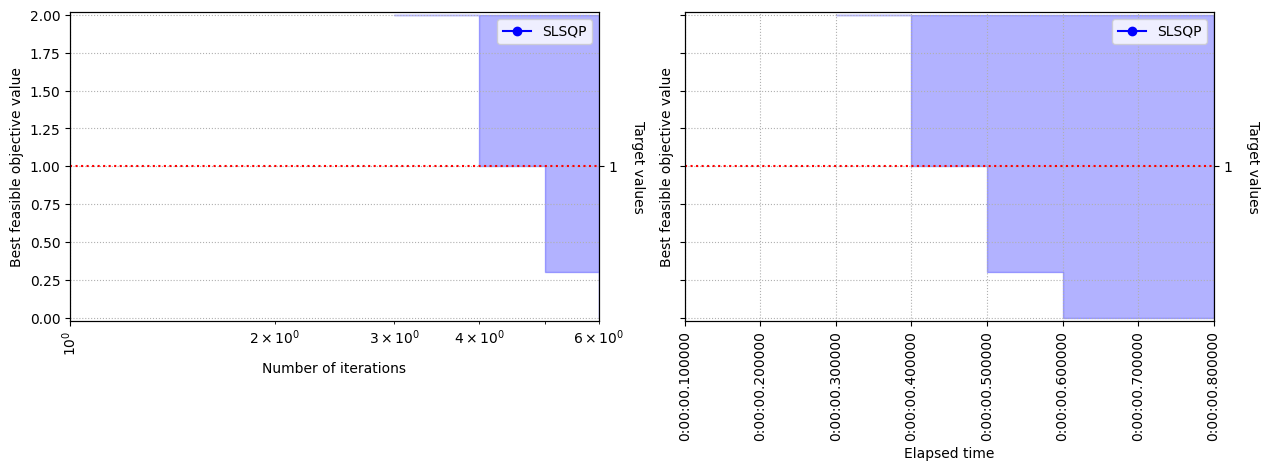 2.00
1.75
1.50
1.25
1.00
0.75
0.50
0.25
0.00
Best feasible objective value
10⁰
2 × 10⁰
3 × 10⁰
4 × 10⁰
6 × 10⁰
Number of iterations
SLSQP
1
Target values
Best feasible objective value
0:00:00.100000
0:00:00.200000
0:00:00.300000
0:00:00.400000
0:00:00.500000
0:00:00.600000
0:00:00.700000
0:00:00.800000
Elapsed time
SLSQP
1
Target values